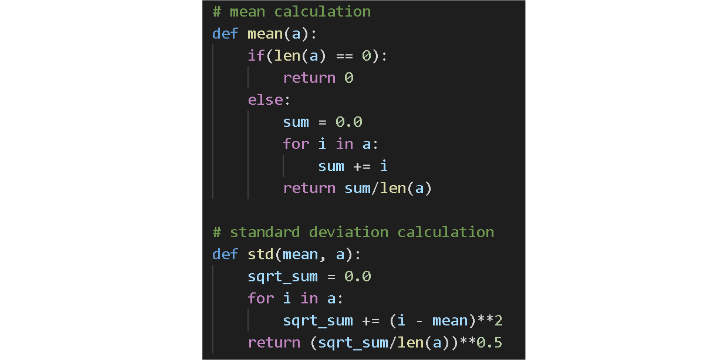 # mean calculation
def mean(a):
    if(len(a) == 0):
        return 0
    else:
        sum = 0.0
        for i in a:
            sum += i
        return sum/len(a)

# standard deviation calculation
def std(mean, a):
    sqrt_sum = 0.0
    for i in a:
        sqrt_sum += (i - mean)**2
    return (sqrt_sum/len(a))**0.5